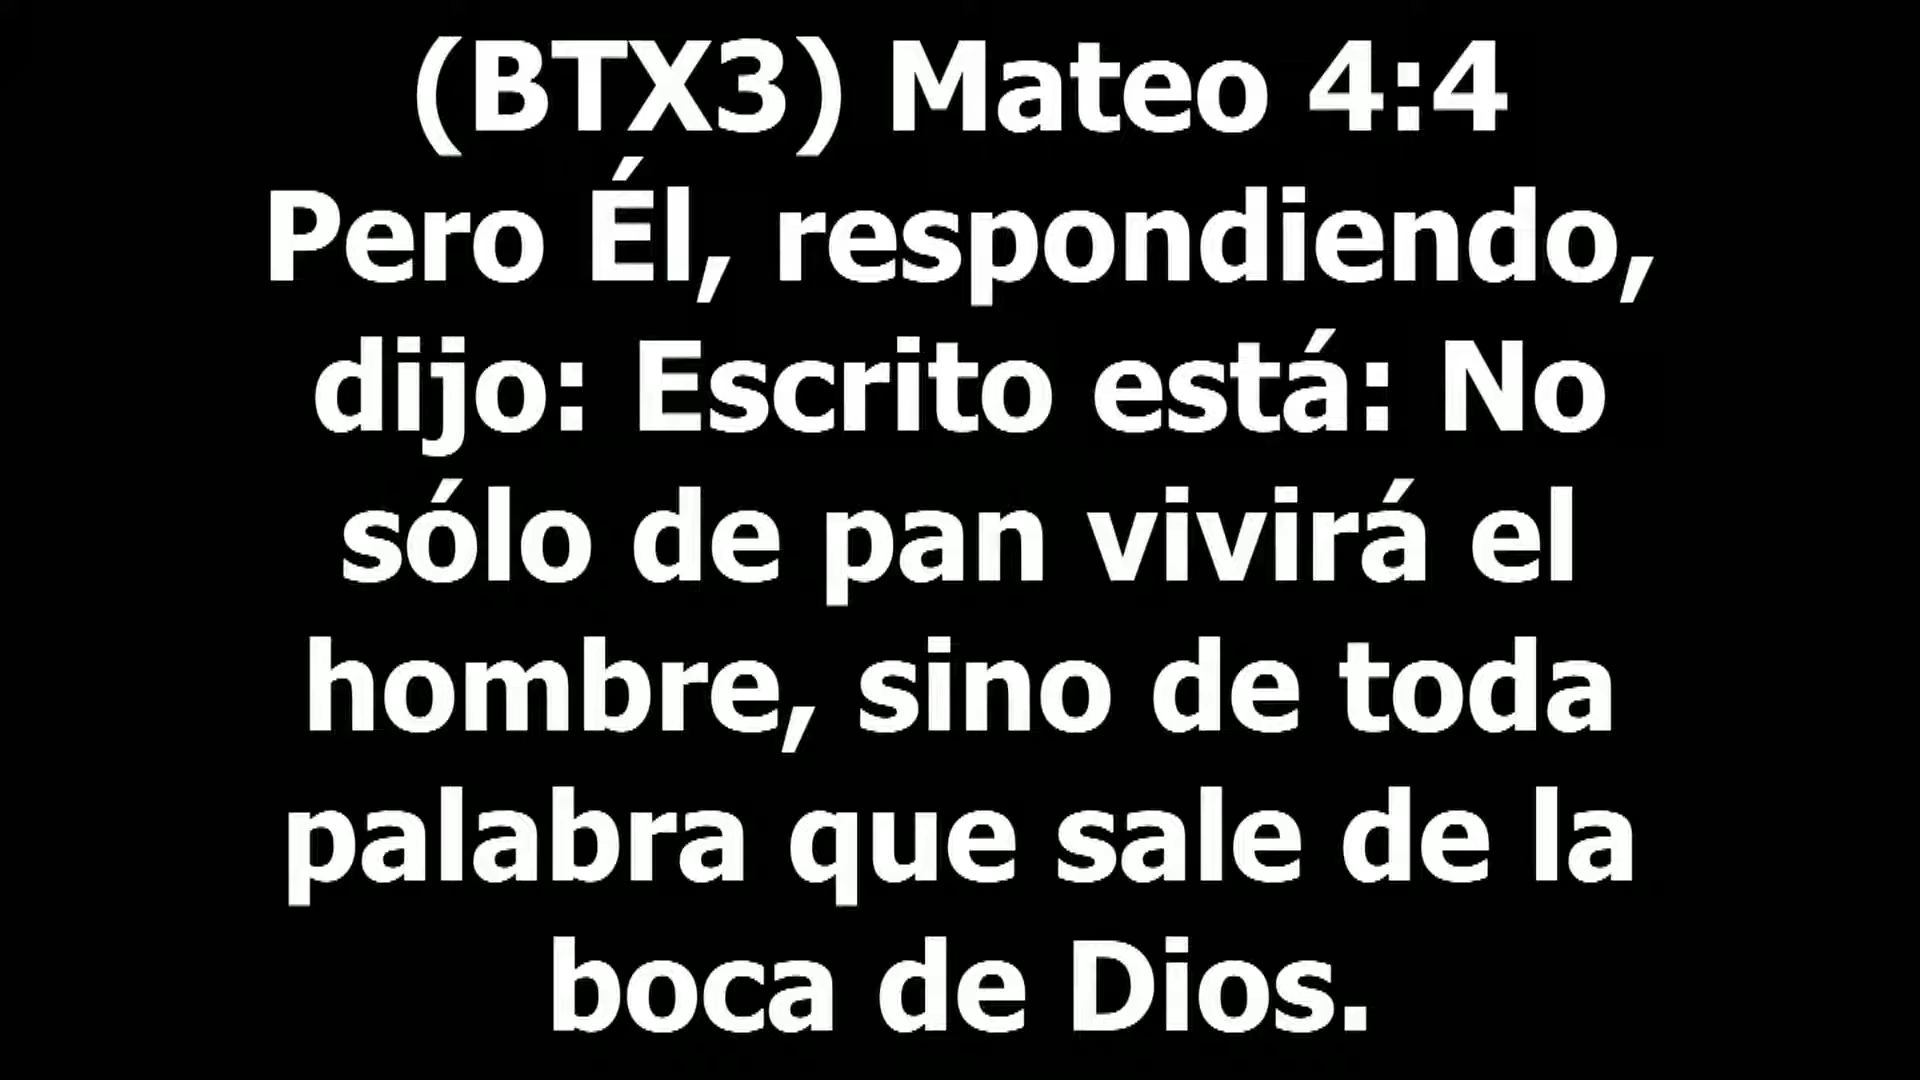 (BTX3) Mateo 4:4
Pero Él, respondiendo,
dijo: Escrito está: No
sólo de pan vivirá el
hombre, sino de toda
palabra que sale de la
boca de Dios.